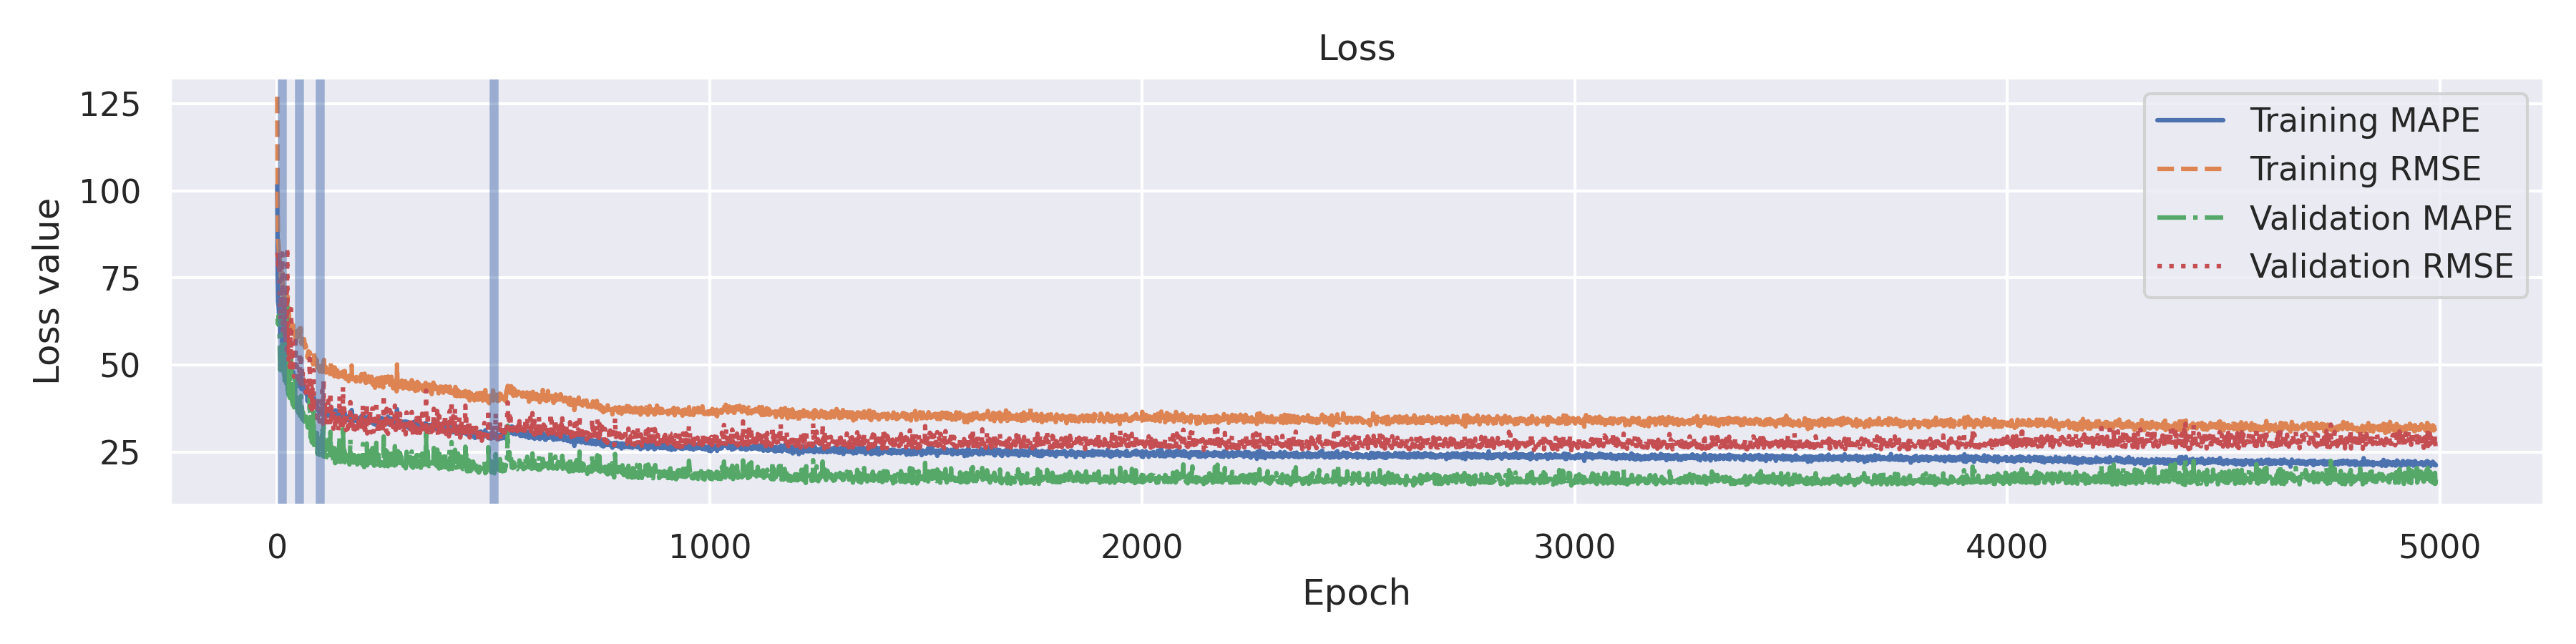 Loss
125
100
75
50
25
Loss value
Training MAPE
Training RMSE
Validation MAPE
Validation RMSE
0 1000 2000 3000 4000 5000
Epoch